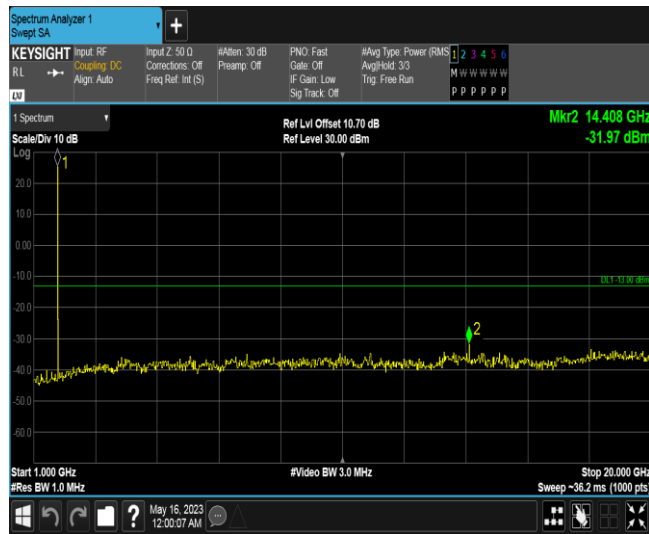 Spectrum Analyzer 1
Swept SA
+
KEYSIGHT Input: RF Input Z: 50 Ω #Atten: 30 dB PNO: Fast #Avg Type: Power (RMS 1 2 3 4 5 6
RL Coupling: DC Corrections: Off Preamp: Off Gate: Off Avg|Hold: 3/3 M W W W W W
Align: Auto Freq Ref: Int (S) IF Gain: Low Trig: Free Run
LXI Sig Track: Off P P P P P P
1 Spectrum Ref Lvl Offset 10.70 dB Mkr2 14.408 GHz
Scale/Div 10 dB Ref Level 30.00 dBm -31.97 dBm
Log 1
20.0
10.0
0.00
-10.0 DL1 -13.00 dBm
-20.0
-30.0 2
-40.0
-50.0
-60.0
Start 1.000 GHz #Video BW 3.0 MHz Stop 20.000 GHz
#Res BW 1.0 MHz Sweep ~36.2 ms (1000 pts)
? May 16, 2023
12:00:07 AM